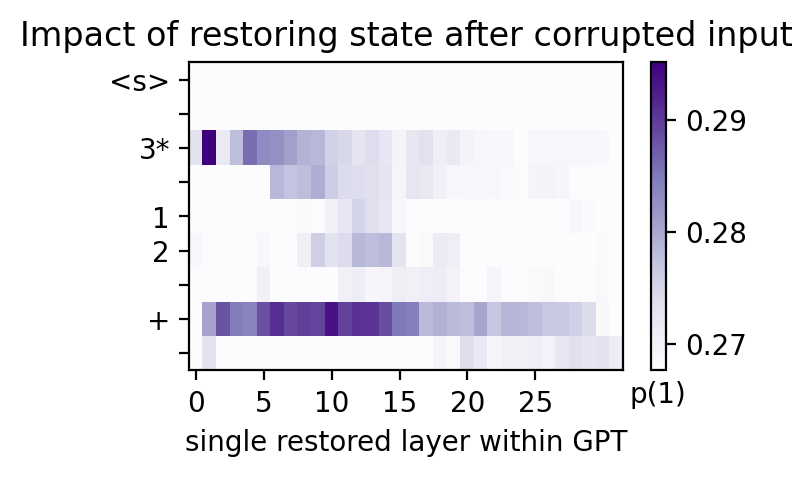 Impact of restoring state after corrupted input
<s>
3*
1
2
+
0 5 10 15 20 25
single restored layer within GPT
0.29
0.28
0.27
p(1)